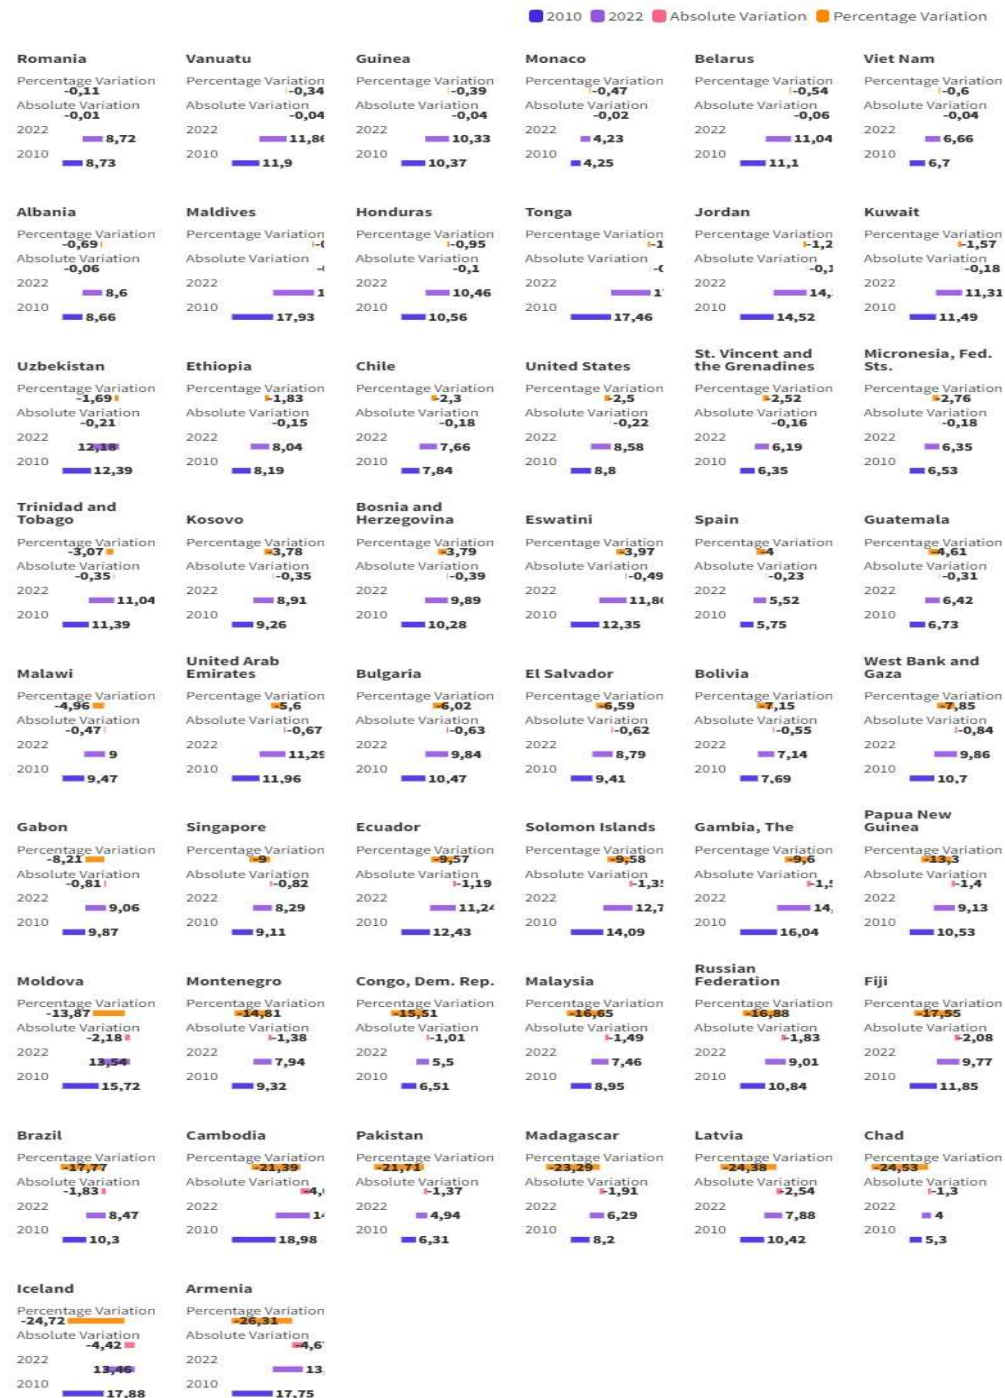 2010 2022 Absolute Variation Percentage Variation
Romania
Percentage Variation
-0,11
Absolute Variation
-0,01
2022
8,72
2010
8,73
Vanuatu
Percentage Variation
-0,34
Absolute Variation
-0,04
2022
11,86
2010
11,9
Guinea
Percentage Variation
-0,39
Absolute Variation
-0,04
2022
10,33
2010
10,37
Monaco
Percentage Variation
-0,47
Absolute Variation
-0,02
2022
4,23
2010
4,25
Belarus
Percentage Variation
-0,54
Absolute Variation
-0,06
2022
11,04
2010
11,1
Viet Nam
Percentage Variation
-0,6
Absolute Variation
-0,04
2022
6,66
2010
6,7
Albania
Percentage Variation
-0,69
Absolute Variation
-0,06
2022
8,6
2010
8,66
Maldives
Percentage Variation
Absolute Variation
2022
2010
17,93
Honduras
Percentage Variation
-0,95
Absolute Variation
-0,1
2022
10,46
2010
10,56
Tonga
Percentage Variation
-1
Absolute Variation
2022
2010
17,46
Jordan
Percentage Variation
-1,2
Absolute Variation
2022
14,
2010
14,52
Kuwait
Percentage Variation
-1,57
Absolute Variation
-0,18
2022
11,31
2010
11,49
Uzbekistan
Percentage Variation
-1,69
Absolute Variation
-0,21
2022
12,18
2010
12,39
Ethiopia
Percentage Variation
-1,83
Absolute Variation
-0,15
2022
8,04
2010
8,19
Chile
Percentage Variation
-2,3
Absolute Variation
-0,18
2022
7,66
2010
7,84
United States
Percentage Variation
-2,5
Absolute Variation
-0,22
2022
8,58
2010
8,8
St. Vincent and
the Grenadines
Percentage Variation
-2,52
Absolute Variation
-0,16
2022
6,19
2010
6,35
Micronesia, Fed.
Sts.
Percentage Variation
-2,76
Absolute Variation
-0,18
2022
6,35
2010
6,53
Trinidad and
Tobago
Percentage Variation
-3,07
Absolute Variation
-0,35
2022
11,04
2010
11,39
Kosovo
Percentage Variation
-3,78
Absolute Variation
-0,35
2022
8,91
2010
9,26
Bosnia and
Herzegovina
Percentage Variation
-3,79
Absolute Variation
-0,39
2022
9,89
2010
10,28
Eswatini
Percentage Variation
-3,97
Absolute Variation
-0,49
2022
11,86
2010
12,35
Spain
Percentage Variation
-4
Absolute Variation
-0,23
2022
5,52
2010
5,75
Guatemala
Percentage Variation
-4,61
Absolute Variation
-0,31
2022
6,42
2010
6,73
Malawi
Percentage Variation
-4,96
Absolute Variation
-0,47
2022
9
2010
9,47
United Arab
Emirates
Percentage Variation
-5,6
Absolute Variation
-0,67
2022
11,29
2010
11,96
Bulgaria
Percentage Variation
-6,02
Absolute Variation
-0,63
2022
9,84
2010
10,47
El Salvador
Percentage Variation
-6,59
Absolute Variation
-0,62
2022
8,79
2010
9,41
Bolivia
Percentage Variation
-7,15
Absolute Variation
-0,55
2022
7,14
2010
7,69
West Bank and
Gaza
Percentage Variation
-7,85
Absolute Variation
-0,84
2022
9,86
2010
10,7
Gabon
Percentage Variation
-8,21
Absolute Variation
-0,81
2022
9,06
2010
9,87
Singapore
Percentage Variation
-9
Absolute Variation
-0,82
2022
8,29
2010
9,11
Ecuador
Percentage Variation
-9,57
Absolute Variation
-1,19
2022
11,24
2010
12,43
Solomon Islands
Percentage Variation
-9,58
Absolute Variation
-1,35
2022
12,7
2010
14,09
Gambia, The
Percentage Variation
-9,6
Absolute Variation
2022
14,
2010
16,04
Papua New
Guinea
Percentage Variation
-13,3
Absolute Variation
-1,4
2022
9,13
2010
10,53
Moldova
Percentage Variation
-13,87
Absolute Variation
-2,18
2022
13,54
2010
15,72
Montenegro
Percentage Variation
-14,81
Absolute Variation
-1,38
2022
7,94
2010
9,32
Congo, Dem. Rep.
Percentage Variation
-15,51
Absolute Variation
-1,01
2022
5,5
2010
6,51
Malaysia
Percentage Variation
-16,65
Absolute Variation
-1,49
2022
7,46
2010
8,95
Russian
Federation
Percentage Variation
-16,88
Absolute Variation
-1,83
2022
9,01
2010
10,84
Fiji
Percentage Variation
-17,55
Absolute Variation
-2,08
2022
9,77
2010
11,85
Brazil
Percentage Variation
-17,77
Absolute Variation
-1,83
2022
8,47
2010
10,3
Cambodia
Percentage Variation
-21,39
Absolute Variation
-4,
2022
14
2010
18,98
Pakistan
Percentage Variation
-21,71
Absolute Variation
-1,37
2022
4,94
2010
6,31
Madagascar
Percentage Variation
-23,29
Absolute Variation
-1,91
2022
6,29
2010
8,2
Latvia
Percentage Variation
-24,38
Absolute Variation
-2,54
2022
7,88
2010
10,42
Chad
Percentage Variation
-24,53
Absolute Variation
-1,3
2022
4
2010
5,3
Iceland
Percentage Variation
-24,72
Absolute Variation
-4,42
2022
13,46
2010
17,88
Armenia
Percentage Variation
-26,31
Absolute Variation
-4,67
2022
13,
2010
17,75